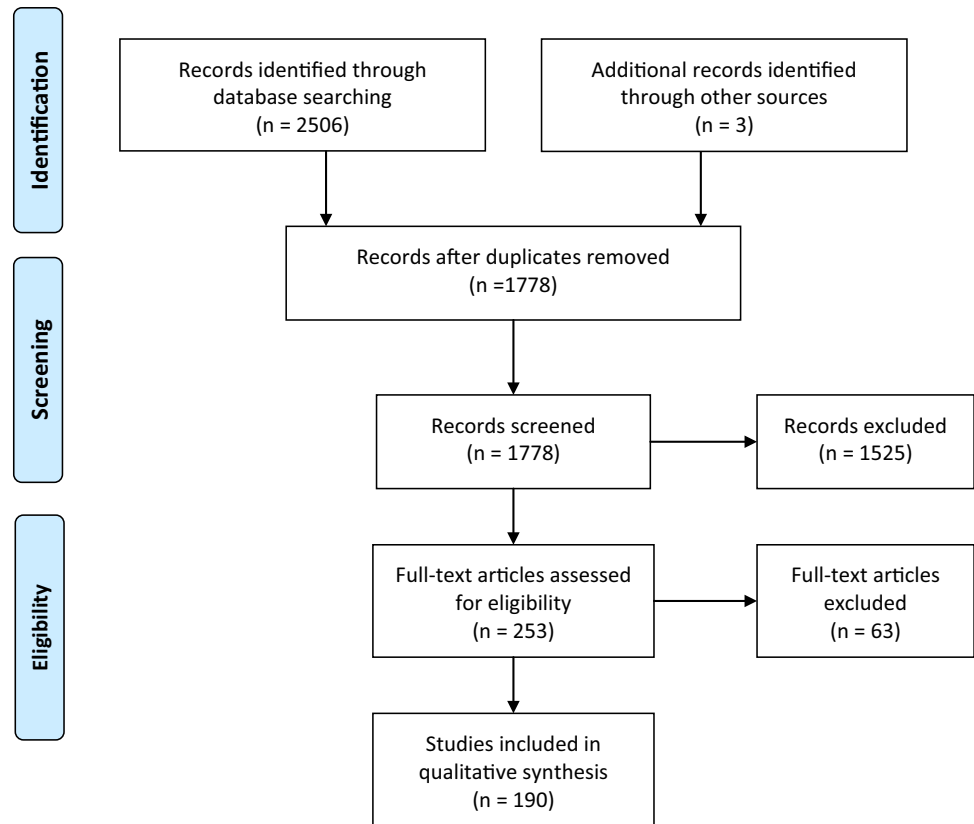 Identification
Records identified through
database searching
(n = 2506)
Additional records identified
through other sources
(n = 3)
Records after duplicates removed
(n =1778)
Screening
Records screened
(n = 1778)
Records excluded
(n = 1525)
Eligibility
Full-text articles assessed
for eligibility
(n = 253)
Full-text articles
excluded
(n = 63)
Studies included in
qualitative synthesis
(n = 190)